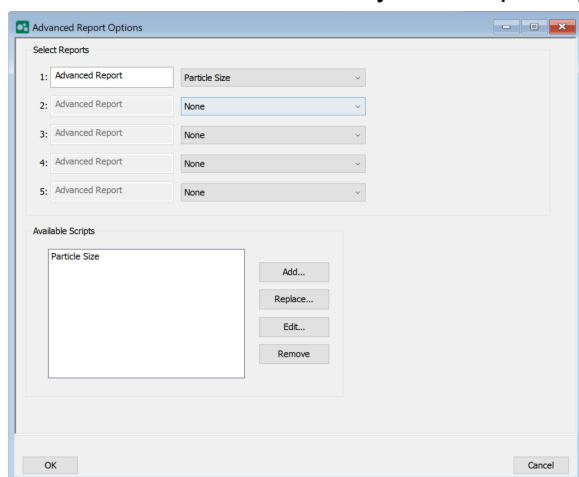 Advanced Report Options
Select Reports
1: Advanced Report Particle Size
2: Advanced Report None
3: Advanced Report None
4: Advanced Report None
5: Advanced Report None
Available Scripts
Particle Size
Add...
Replace...
Edit...
Remove
OK Cancel